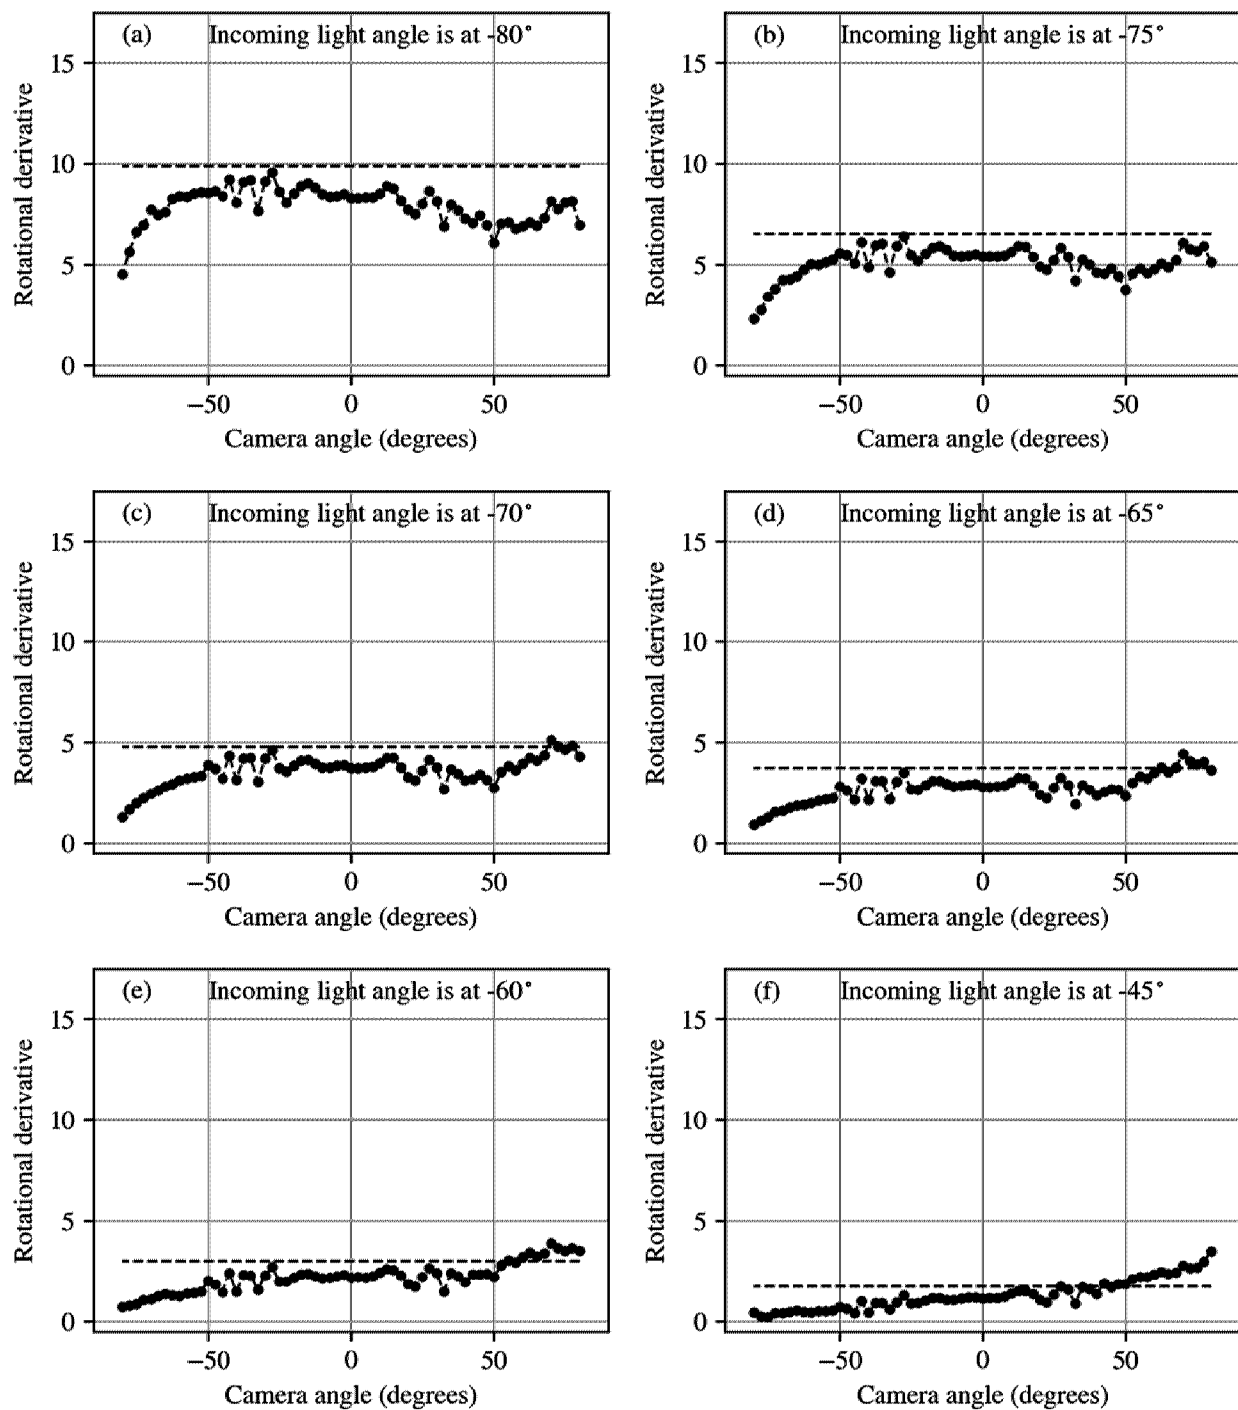 (a) Incoming light angle is at -80°
Rotational derivative
15
10
5
0
−50 0 50
Camera angle (degrees)
(b) Incoming light angle is at -75°
Rotational derivative
15
10
5
0
−50 0 50
Camera angle (degrees)
(c) Incoming light angle is at -70°
Rotational derivative
15
10
5
0
−50 0 50
Camera angle (degrees)
(d) Incoming light angle is at -65°
Rotational derivative
15
10
5
0
−50 0 50
Camera angle (degrees)
(e) Incoming light angle is at -60°
Rotational derivative
15
10
5
0
−50 0 50
Camera angle (degrees)
(f) Incoming light angle is at -45°
Rotational derivative
15
10
5
0
−50 0 50
Camera angle (degrees)